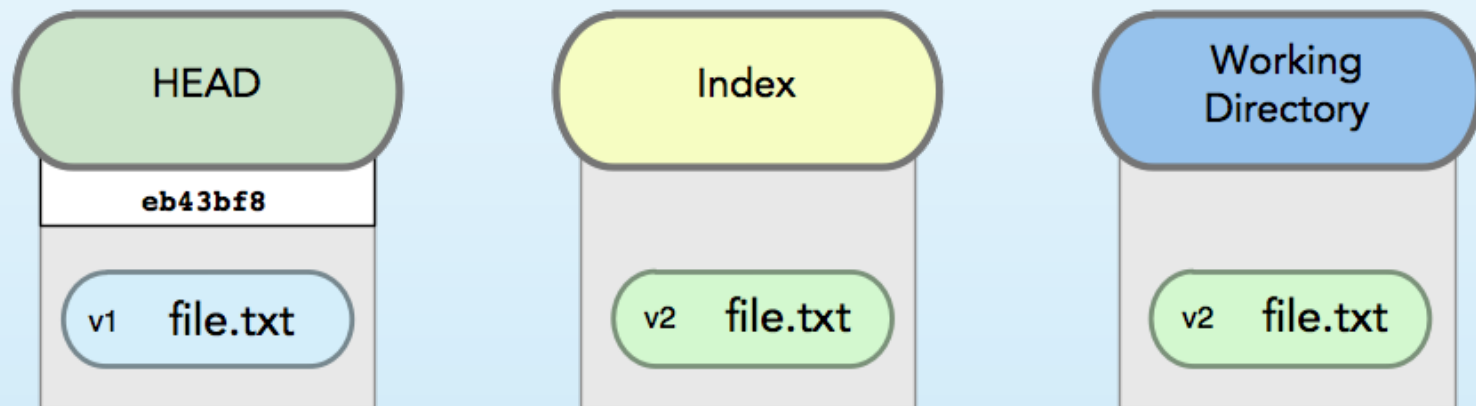 HEAD
Index
Working
Directory
eb43bf8
v1 file.txt
v2 file.txt
v2 file.txt